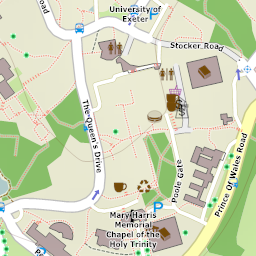 University of
Exeter
Stocker Road
Road
The Queen's Drive
Poole Gate
Prince Of Wales Road
Mary Harris
Memorial
Chapel of the
Holy Trinity